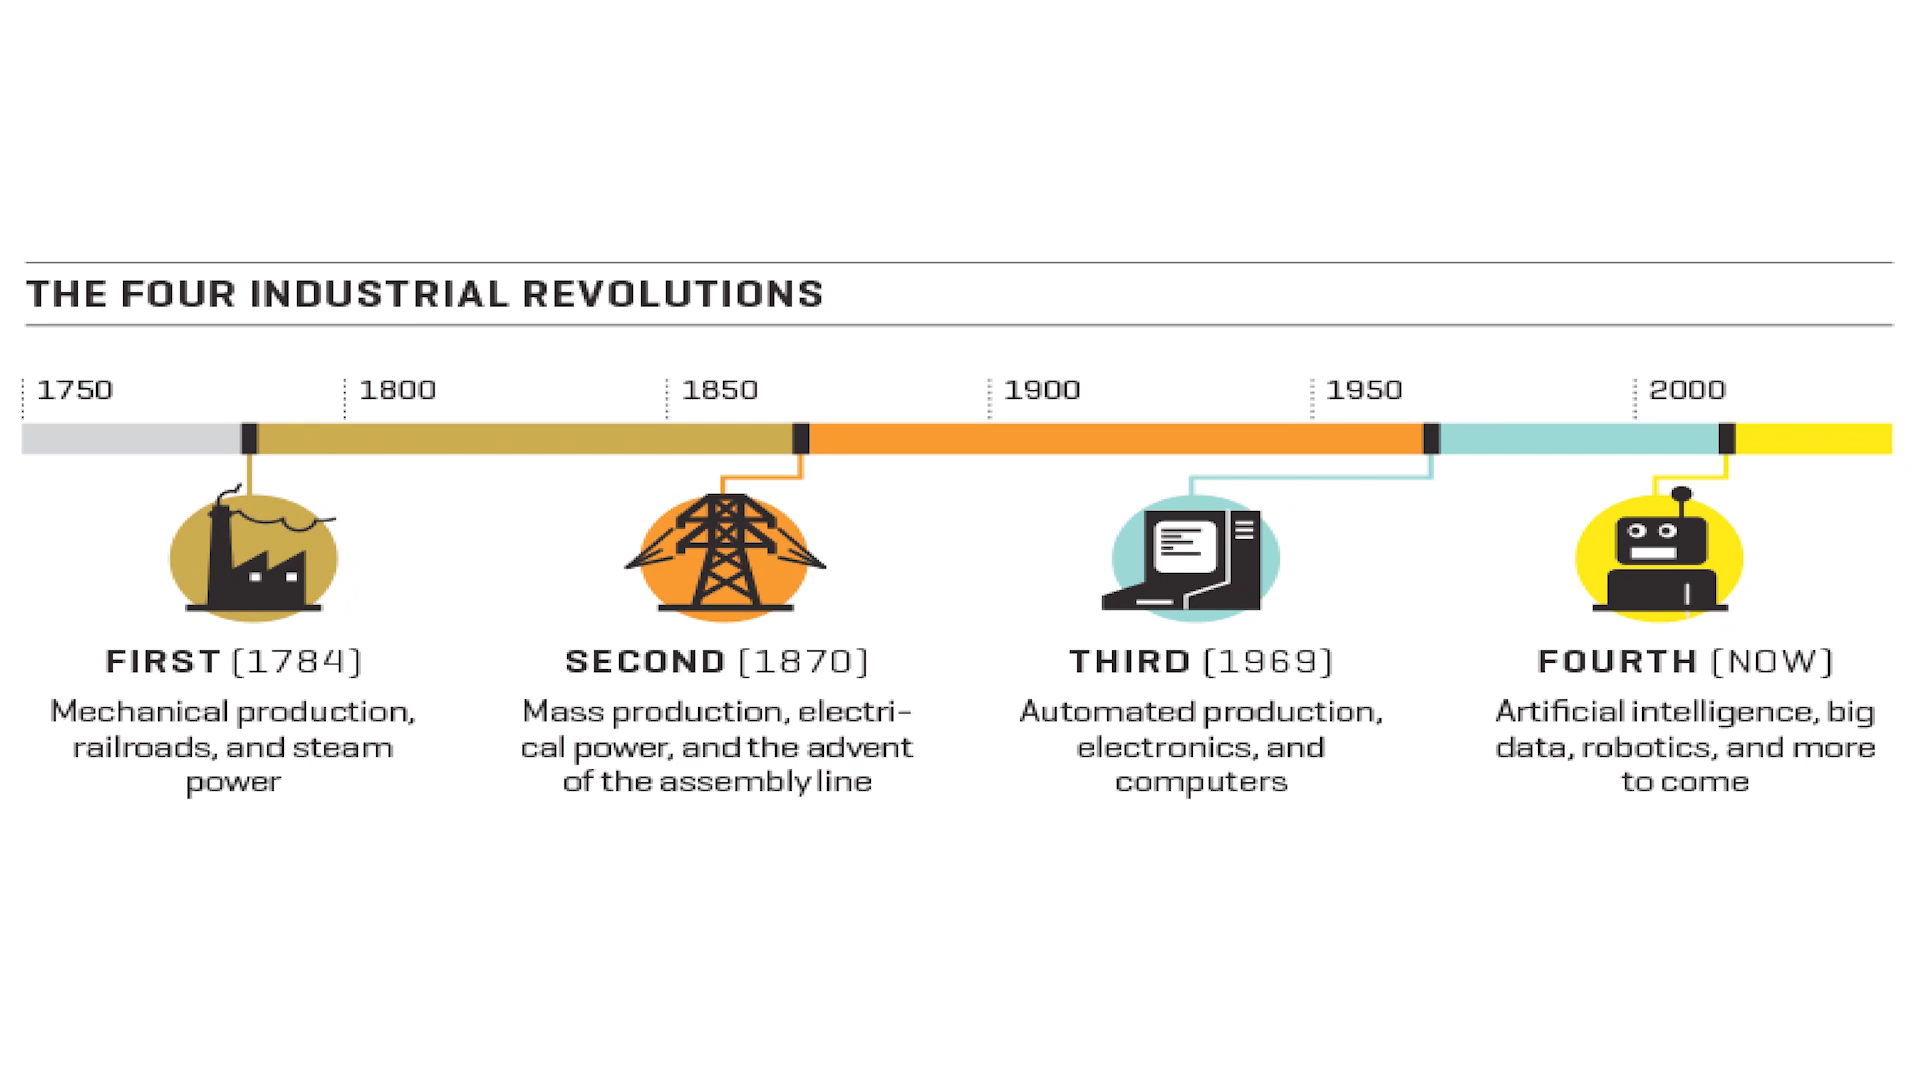 THE FOUR INDUSTRIAL REVOLUTIONS
1750 1800 1850 1900 1950 2000
FIRST (1784)
Mechanical production,
railroads, and steam
power
SECOND (1870)
Mass production, electri-
cal power, and the advent
of the assembly line
THIRD (1969)
Automated production,
electronics, and
computers
FOURTH (NOW)
Artificial intelligence, big
data, robotics, and more
to come